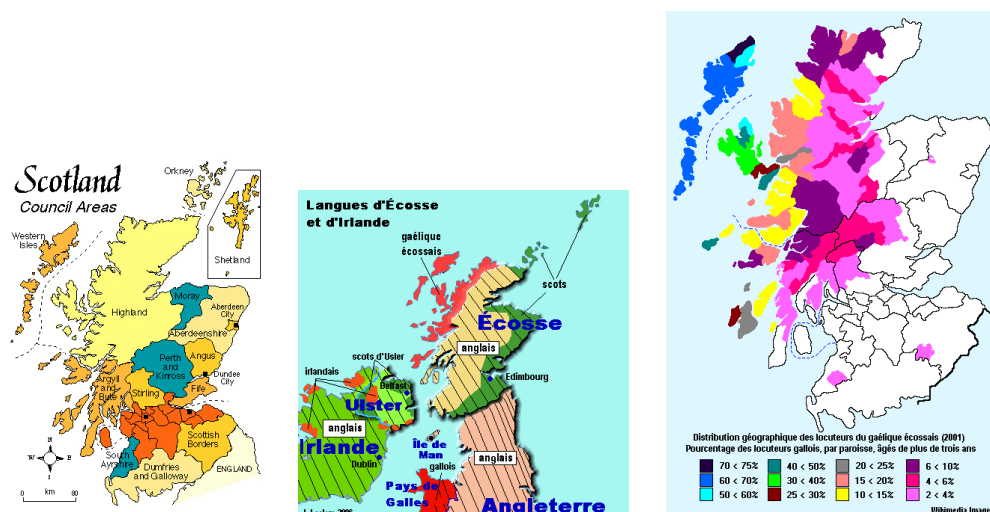 Scotland
Council Areas
Orkney
Western
Isles
Shetland
Moray
Highland
Aberdeen
City
Aberdeenshire
Perth
and
Kinross
Angus
Dundee
City
Argyll
and
Bute
Stirling
Fife
Scottish
Borders
South
Ayrshire
Dumfries
and Galloway
ENGLAND
N
W
E
S
0 80
km
Langues d'Écosse
et d'Irlande
gaélique
écossais
scots
Écosse
anglais
scots d'Ulster
irlandais
Belfast
Edimbourg
Ulster
anglais
Irlande
Dublin
Île de
Man
gallois
anglais
Pays de
Galles
Angleterre
Distribution géographique des locuteurs du gaélique écossais (2001)
Pourcentage des locuteurs gallois, par paroisse, âgés de plus de trois ans
70 < 75% 40 < 50% 20 < 25% 6 < 10%
60 < 70% 30 < 40% 15 < 20% 4 < 6%
50 < 60% 25 < 30% 10 < 15% 2 < 4%
Wikimedia Image